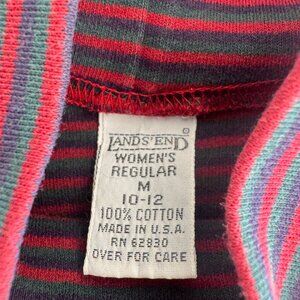 LANDS' END
WOMEN'S
REGULAR
M
10-12
100% COTTON
MADE IN U.S.A.
RN 62830
OVER FOR CARE